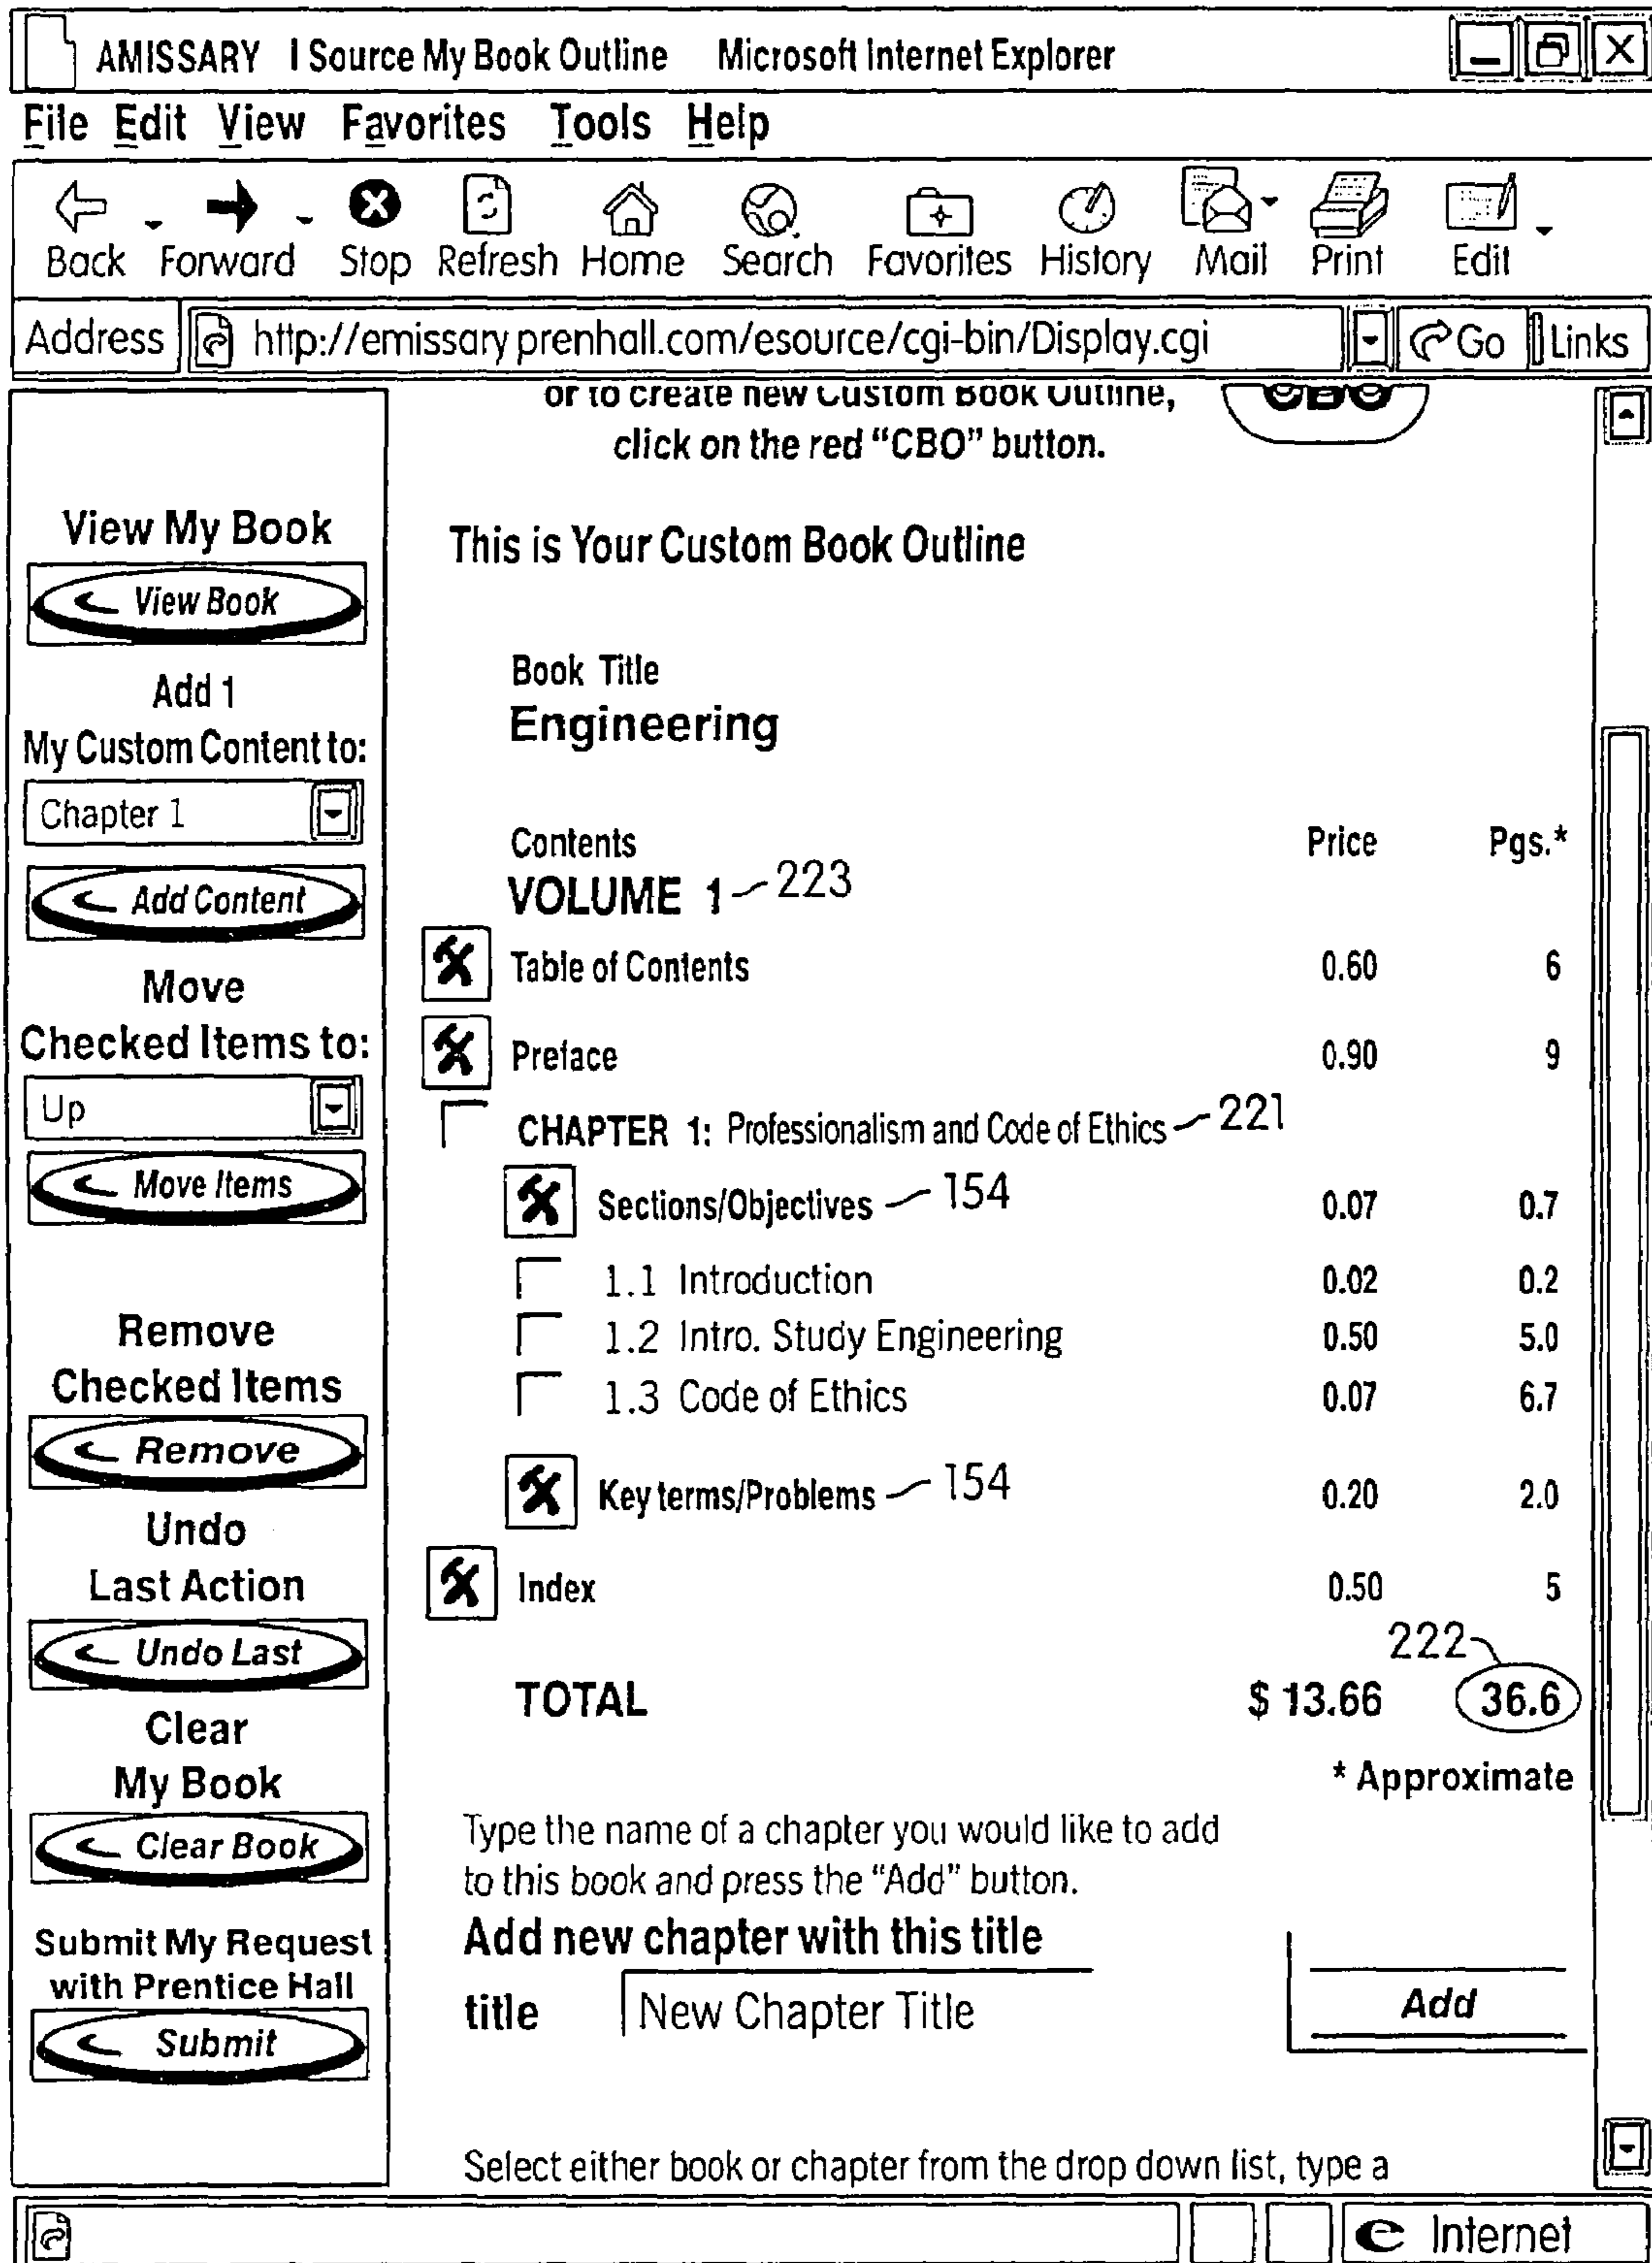 AMISSARY I Source My Book Outline Microsoft Internet Explorer
File Edit View Favorites Tools Help
Back Forward Stop Refresh Home Search Favorites History Mail Print Edit
Address http://emissary prenhall.com/esource/cgi-bin/Display.cgi Go Links
or to create new Custom Book Outline,
click on the red “CBO” button.
CBO
View My Book
View Book
Add 1
My Custom Content to:
Chapter 1
Add Content
Move
Checked Items to:
Up
Move Items
Remove
Checked Items
Remove
Undo
Last Action
Undo Last
Clear
My Book
Clear Book
Submit My Request
with Prentice Hall
Submit
This is Your Custom Book Outline
Book Title
Engineering
Contents Price Pgs.*
VOLUME 1 223
Table of Contents 0.60 6
Preface 0.90 9
CHAPTER 1: Professionalism and Code of Ethics 221
Sections/Objectives 154 0.07 0.7
1.1 Introduction 0.02 0.2
1.2 Intro. Study Engineering 0.50 5.0
1.3 Code of Ethics 0.07 6.7
Key terms/Problems 154 0.20 2.0
Index 0.50 5
222
TOTAL $ 13.66 36.6
* Approximate
Type the name of a chapter you would like to add
to this book and press the “Add” button.
Add new chapter with this title
title New Chapter Title Add
Select either book or chapter from the drop down list, type a
Internet